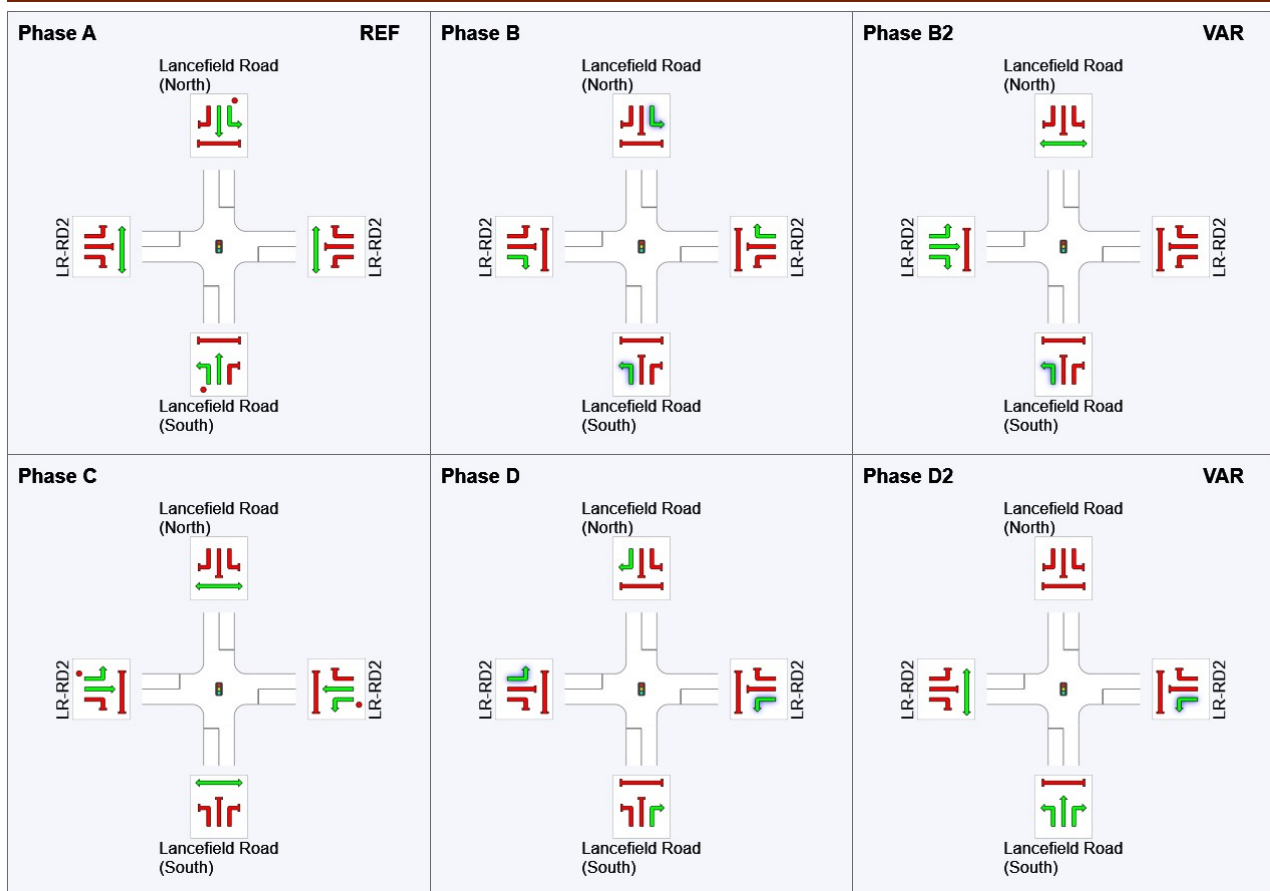 Phase A REF
Lancefield Road
(North)
LR-RD2
LR-RD2
Lancefield Road
(South)
Phase B
Lancefield Road
(North)
LR-RD2
LR-RD2
Lancefield Road
(South)
Phase B2 VAR
Lancefield Road
(North)
LR-RD2
LR-RD2
Lancefield Road
(South)
Phase C
Lancefield Road
(North)
LR-RD2
LR-RD2
Lancefield Road
(South)
Phase D
Lancefield Road
(North)
LR-RD2
LR-RD2
Lancefield Road
(South)
Phase D2 VAR
Lancefield Road
(North)
LR-RD2
LR-RD2
Lancefield Road
(South)